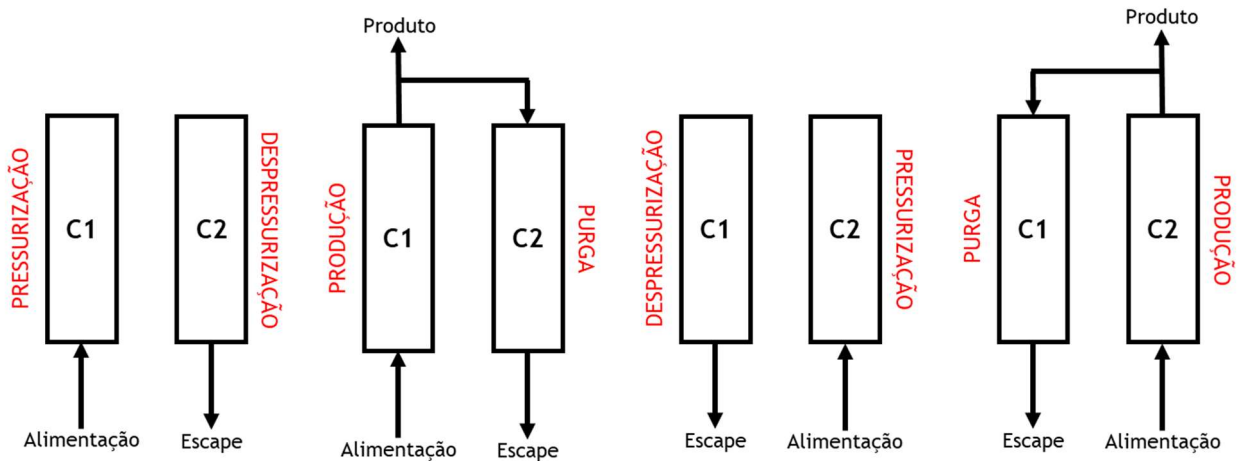 PRESSURIZAÇÃO
C1
Alimentação
C2
DESPRESSURIZAÇÃO
Escape
Produto
PRODUÇÃO
C1
Alimentação
C2
PURGA
Escape
DESPRESSURIZAÇÃO
C1
Escape
C2
PRESSURIZAÇÃO
Alimentação
Produto
PURGA
C1
Escape
C2
PRODUÇÃO
Alimentação